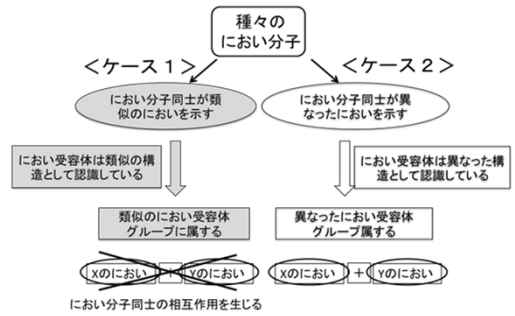 種々の
におい分子
＜ケース１＞
＜ケース２＞
におい分子同士が類
似のにおいを示す
におい分子同士が異
なったにおいを示す
におい受容体は類似の構
造として認識している
におい受容体は異なった構
造として認識している
類似のにおい受容体
グループに属する
異なったにおい受容体
グループ属する
Xのにおい + Yのにおい
Xのにおい + Yのにおい
におい分子同士の相互作用を生じる